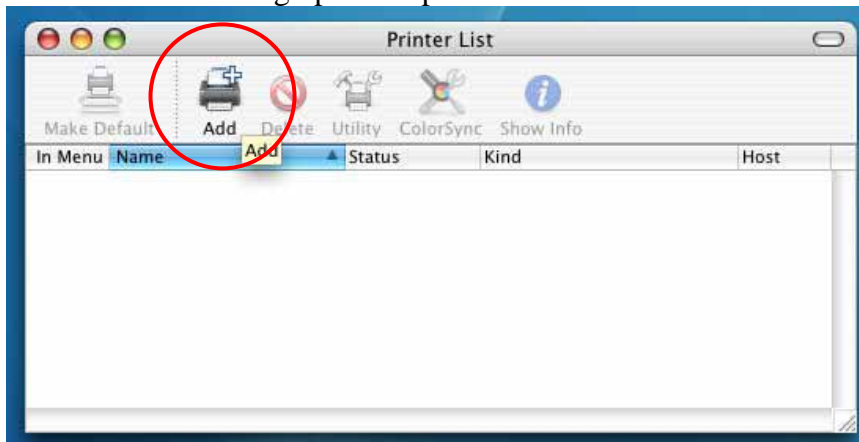 Printer List
Make Default Add Delete Utility ColorSync Show Info
Add
In Menu Name Status Kind Host